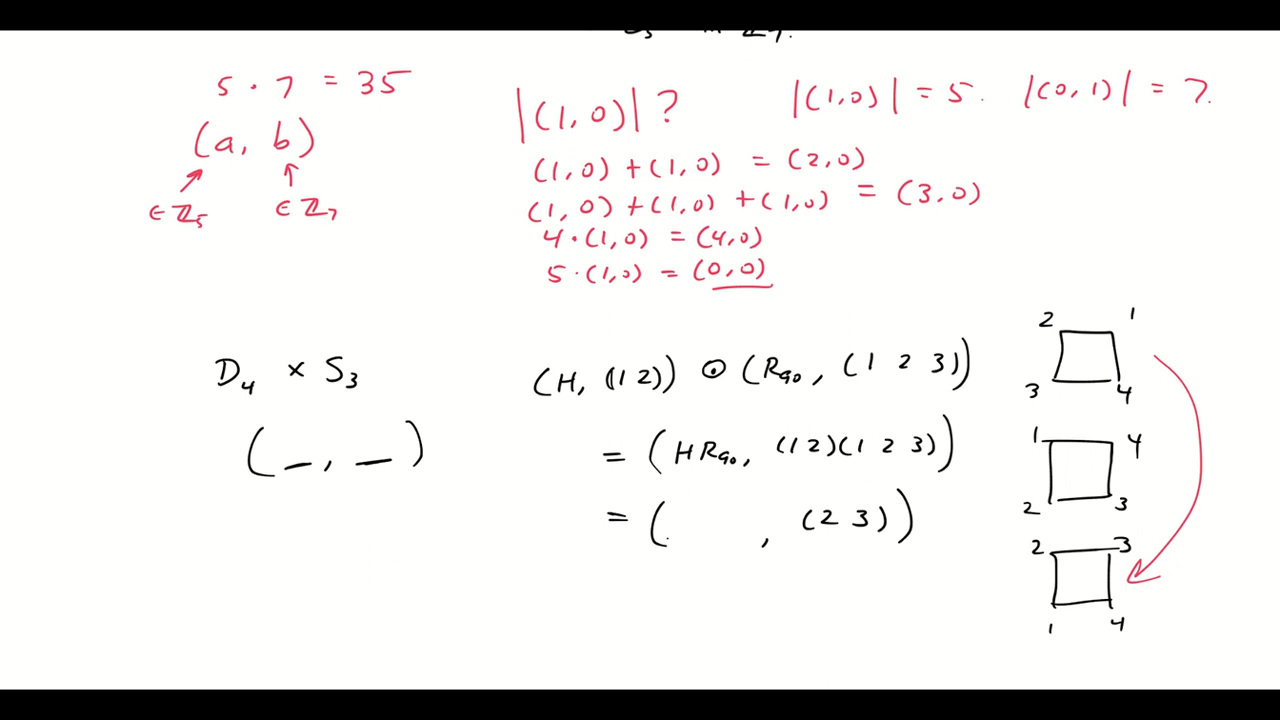 5 · 7 = 35
(a, b)
∈ ℤ₅ ∈ ℤ₇
|(1,0)| ?
|(1,0)| = 5. |(0,1)| = 7.
(1,0) + (1,0) = (2,0)
(1,0) + (1,0) + (1,0) = (3,0)
4·(1,0) = (4,0)
5·(1,0) = (0,0)
D₄ × S₃
(_, _)
(H, (1 2)) ⊙ (R₉₀, (1 2 3))
= (HR₉₀, (1 2)(1 2 3))
= ( , (2 3))
2 1
3 4
1 4
2 3
2 3
1 4